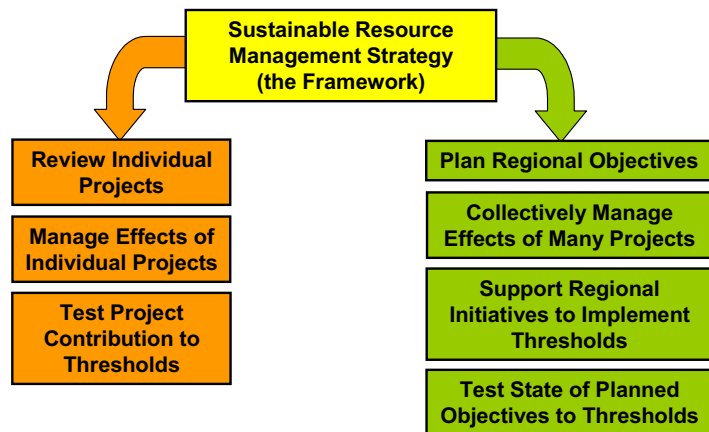 Sustainable Resource
Management Strategy
(the Framework)
Review Individual
Projects
Manage Effects of
Individual Projects
Test Project
Contribution to
Thresholds
Plan Regional Objectives
Collectively Manage
Effects of Many Projects
Support Regional
Initiatives to Implement
Thresholds
Test State of Planned
Objectives to Thresholds